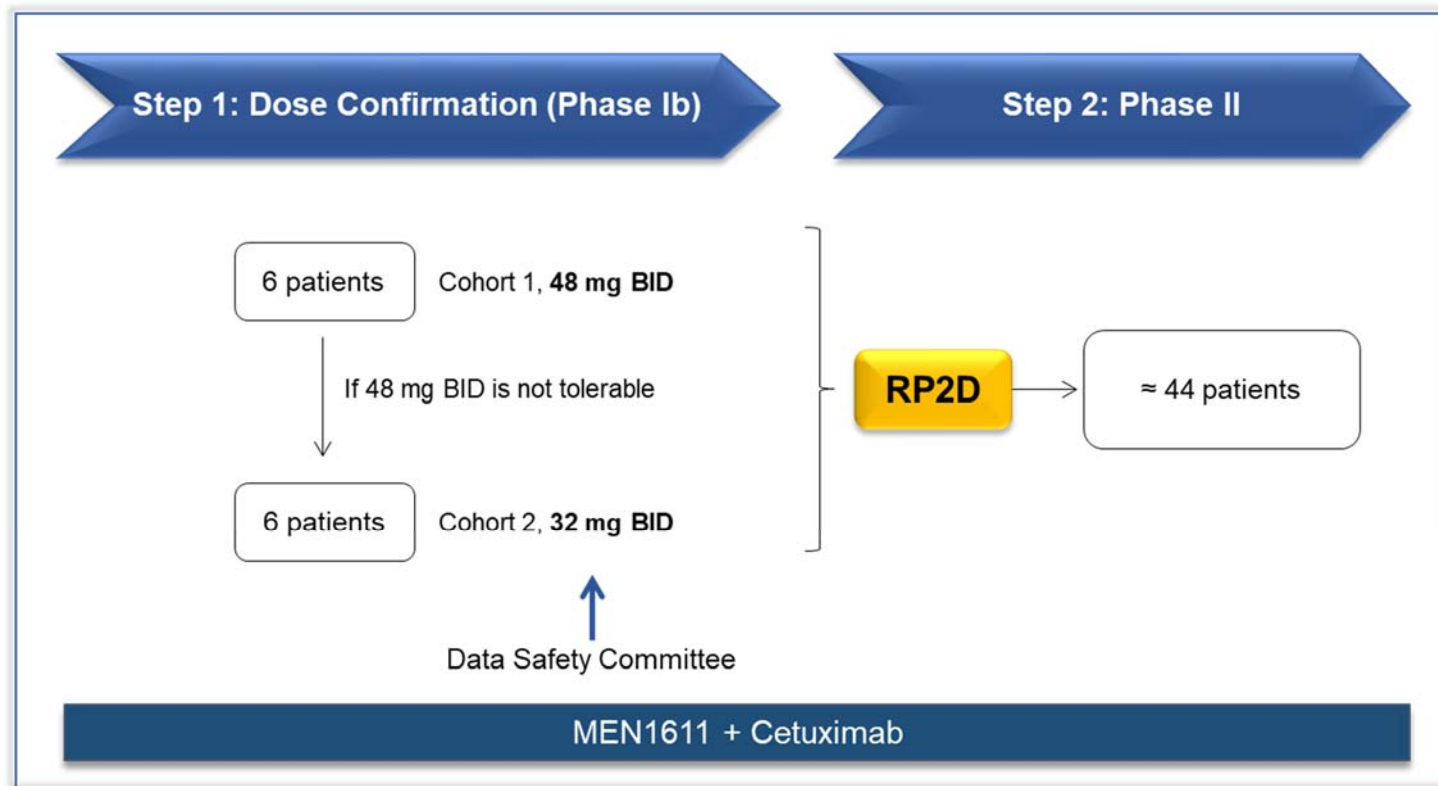 Step 1: Dose Confirmation (Phase Ib)
Step 2: Phase II
6 patients
Cohort 1, 48 mg BID
If 48 mg BID is not tolerable
6 patients
Cohort 2, 32 mg BID
Data Safety Committee
RP2D
≈ 44 patients
MEN1611 + Cetuximab